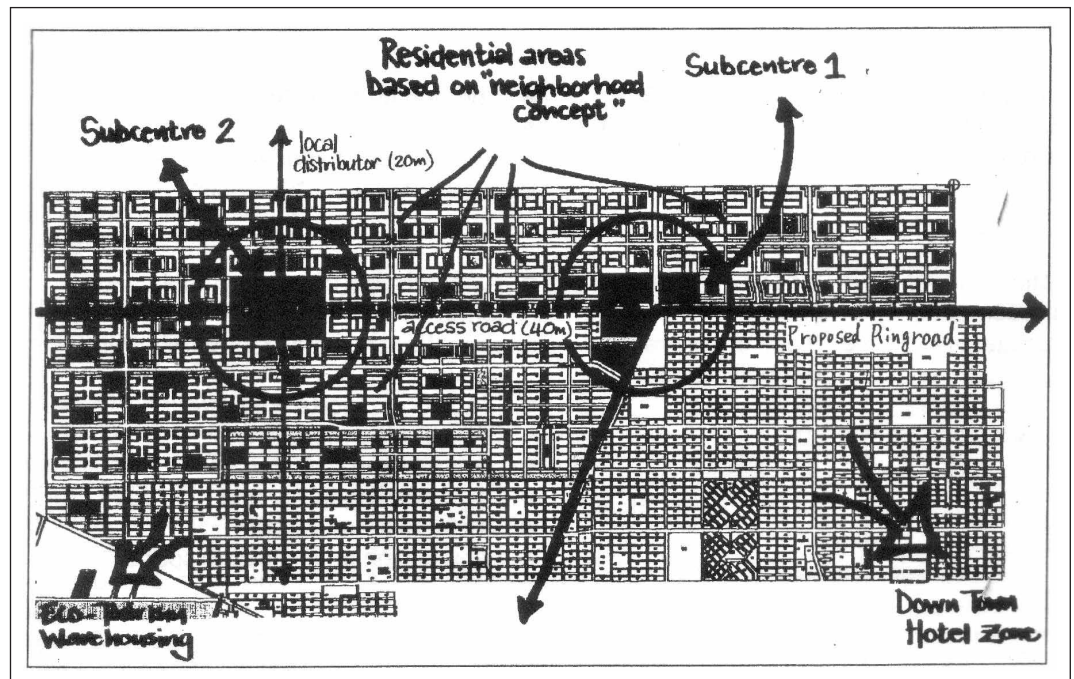 Residential areas
based on "neighborhood
concept"
Subcentre 1
Subcentre 2
local
distributor (20m)
access road (40m)
Proposed Ringroad
Warehousing
Down Town
Hotel Zone